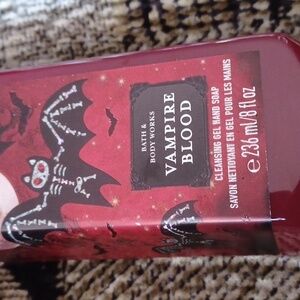 BATH &
BODY WORKS
VAMPIRE
BLOOD
CLEANSING GEL HAND SOAP
SAVON NETTOYANT EN GEL POUR LES MAINS
℮ 236 ml/8 fl oz